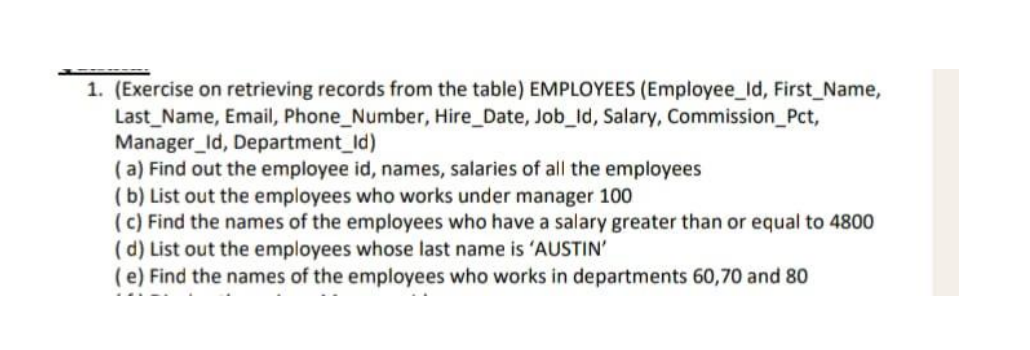 1. (Exercise on retrieving records from the table) EMPLOYEES (Employee_Id, First_Name,
Last_Name, Email, Phone_Number, Hire_Date, Job_Id, Salary, Commission_Pct,
Manager_Id, Department_Id)
( a) Find out the employee id, names, salaries of all the employees
( b) List out the employees who works under manager 100
( c) Find the names of the employees who have a salary greater than or equal to 4800
( d) List out the employees whose last name is ‘AUSTIN’
( e) Find the names of the employees who works in departments 60,70 and 80